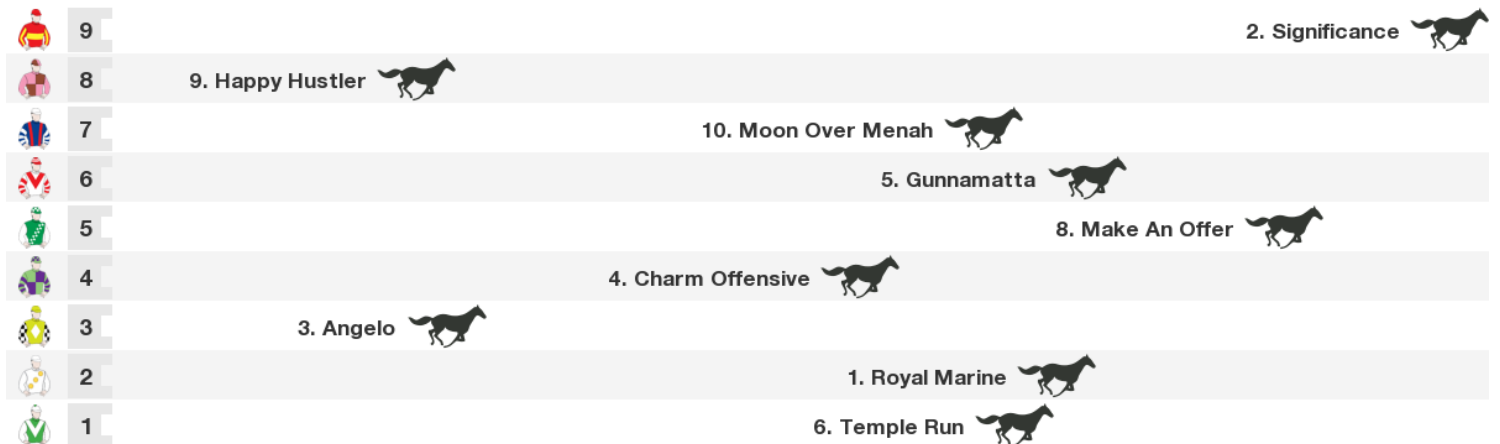 9 2. Significance
8 9. Happy Hustler
7 10. Moon Over Menah
6 5. Gunnamatta
5 8. Make An Offer
4 4. Charm Offensive
3 3. Angelo
2 1. Royal Marine
1 6. Temple Run